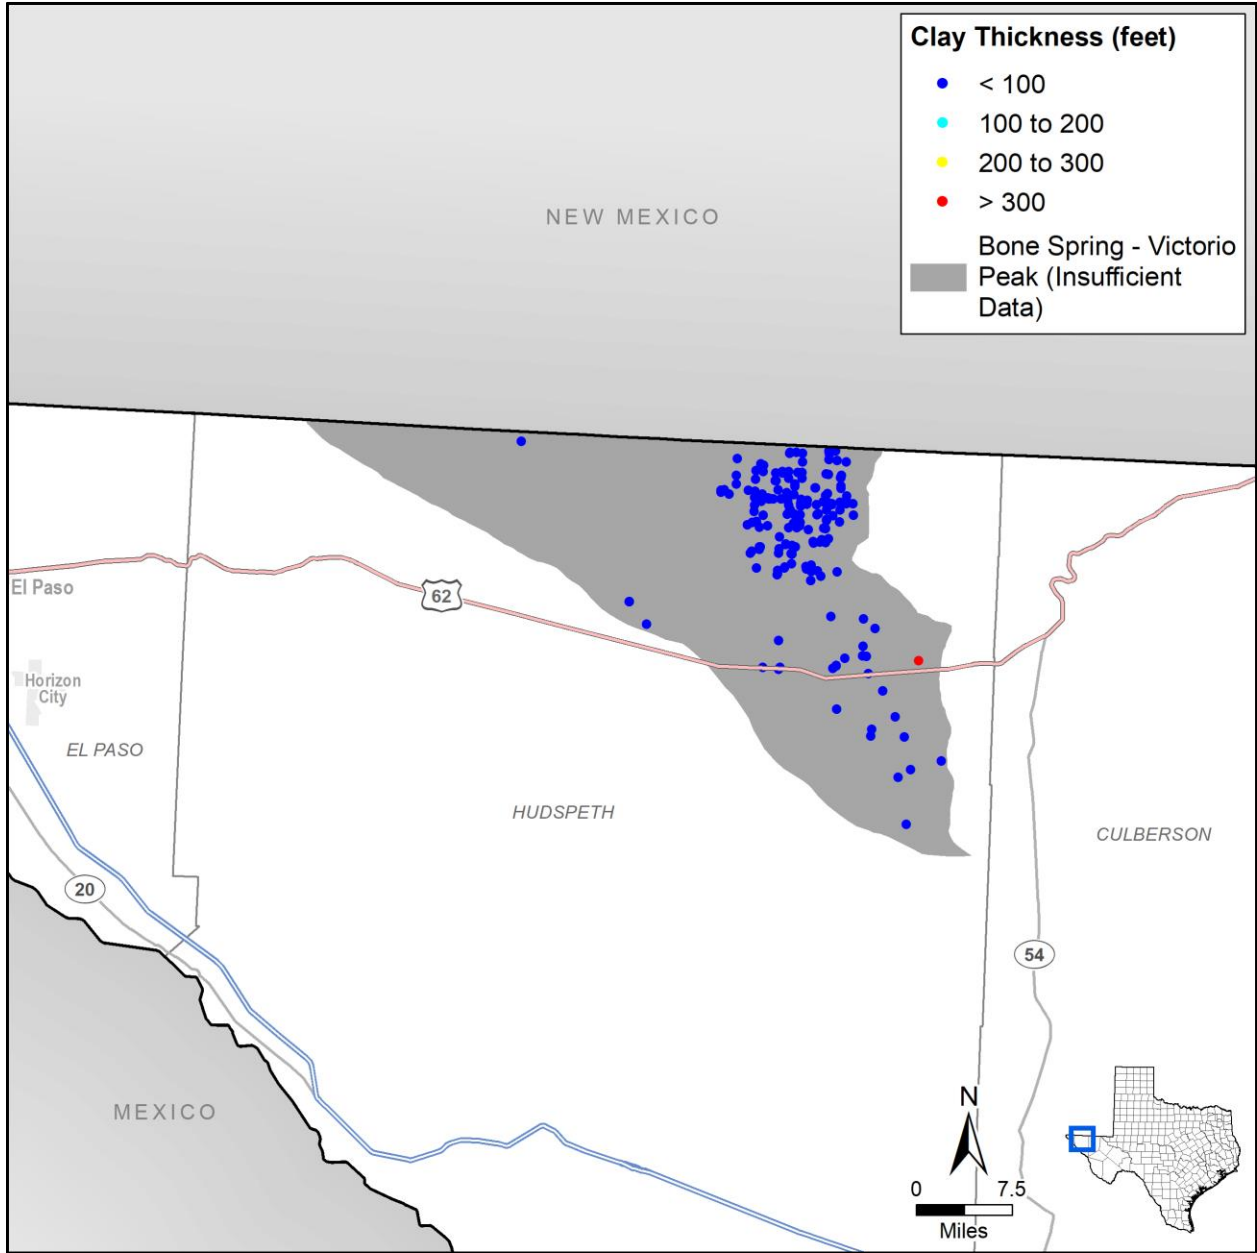 Clay Thickness (feet)
< 100
100 to 200
200 to 300
> 300
Bone Spring - Victorio
Peak (Insufficient
Data)
NEW MEXICO
El Paso
62
Horizon
City
EL PASO
HUDSPETH
CULBERSON
20
54
MEXICO
N
0 7.5
Miles